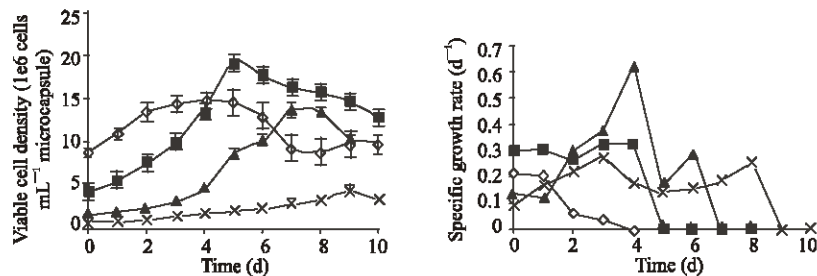 Viable cell density (1e6 cells
mL⁻¹ microcapsule)
25
20
15
10
5
0
0 2 4 6 8 10
Time (d)
Specific growth rate (d⁻¹)
0.7
0.6
0.5
0.4
0.3
0.2
0.1
0
0 2 4 6 8 10
Time (d)